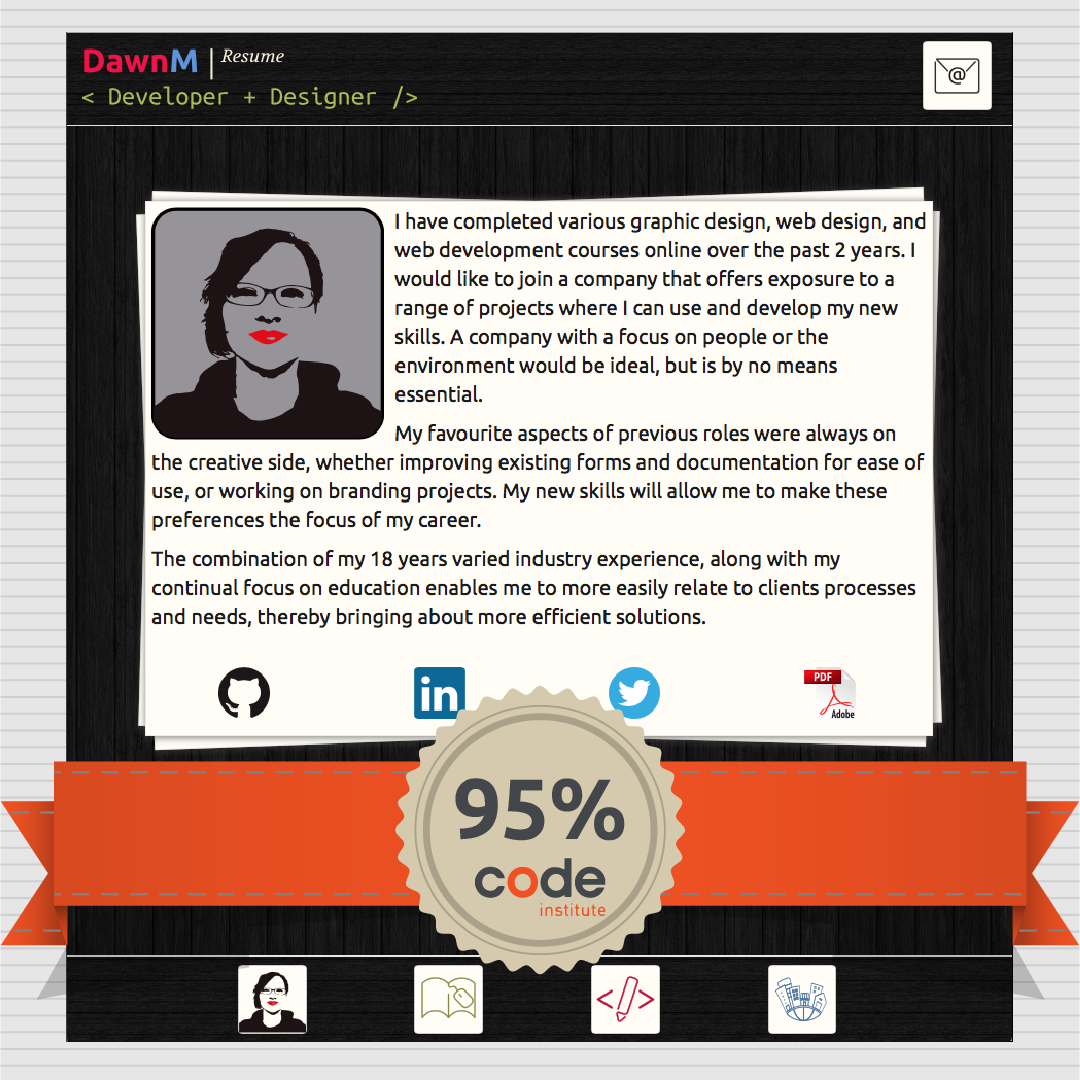 DawnM | Resume
< Developer + Designer />
@
I have completed various graphic design, web design, and
web development courses online over the past 2 years. I
would like to join a company that offers exposure to a
range of projects where I can use and develop my new
skills. A company with a focus on people or the
environment would be ideal, but is by no means
essential.
My favourite aspects of previous roles were always on
the creative side, whether improving existing forms and documentation for ease of
use, or working on branding projects. My new skills will allow me to make these
preferences the focus of my career.
The combination of my 18 years varied industry experience, along with my
continual focus on education enables me to more easily relate to clients processes
and needs, thereby bringing about more efficient solutions.
in
PDF
Adobe
95%
code
institute